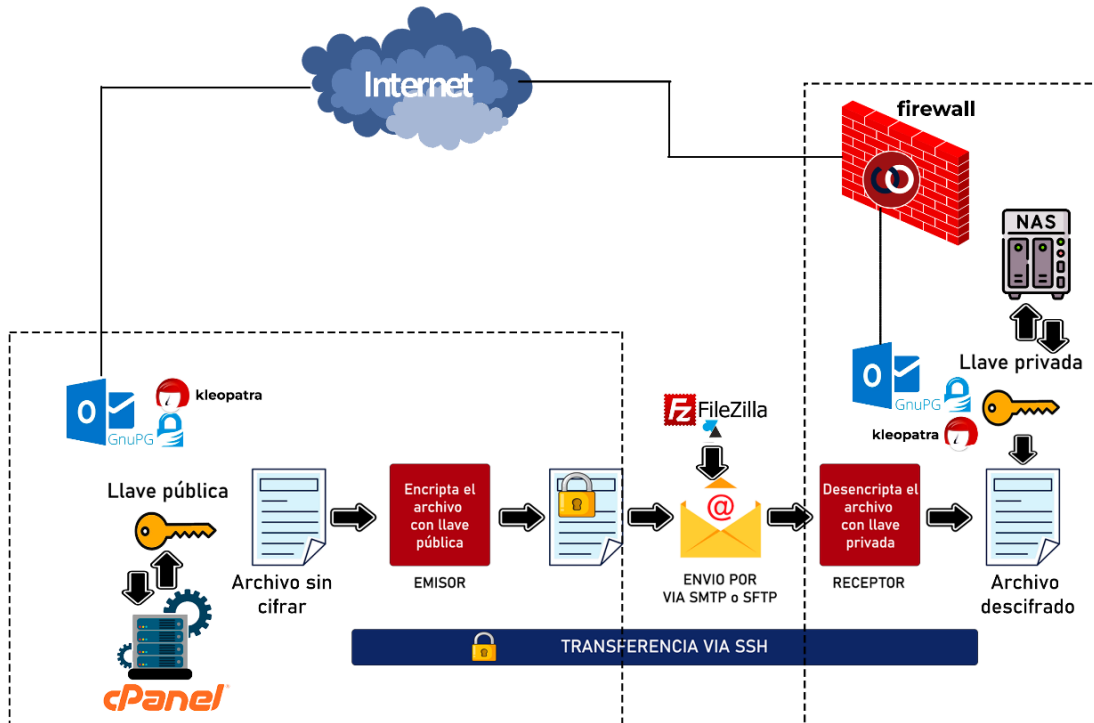 Internet
firewall
NAS
Llave privada
GnuPG
kleopatra
kleopatra
GnuPG
FileZilla
Llave pública
Archivo sin
cifrar
Encripta el
archivo
con llave
pública
EMISOR
@
ENVIO POR
VIA SMTP o SFTP
Desencripta el
archivo
con llave
privada
RECEPTOR
Archivo
descifrado
TRANSFERENCIA VIA SSH
cPanel